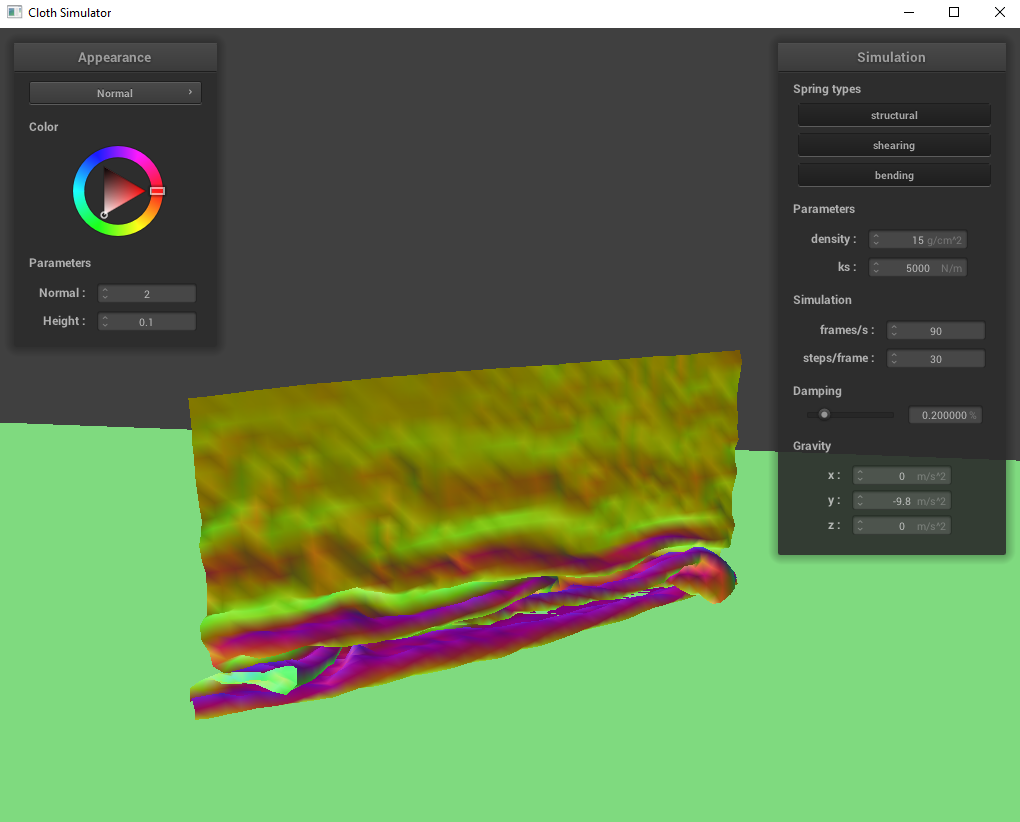 Cloth Simulator
Appearance
Normal
Color
Parameters
Normal :
2
Height :
0.1
Simulation
Spring types
structural
shearing
bending
Parameters
density :
15 g/cm^2
ks :
5000 N/m
Simulation
frames/s :
90
steps/frame :
30
Damping
0.200000 %
Gravity
x :
0 m/s^2
y :
-9.8 m/s^2
z :
0 m/s^2